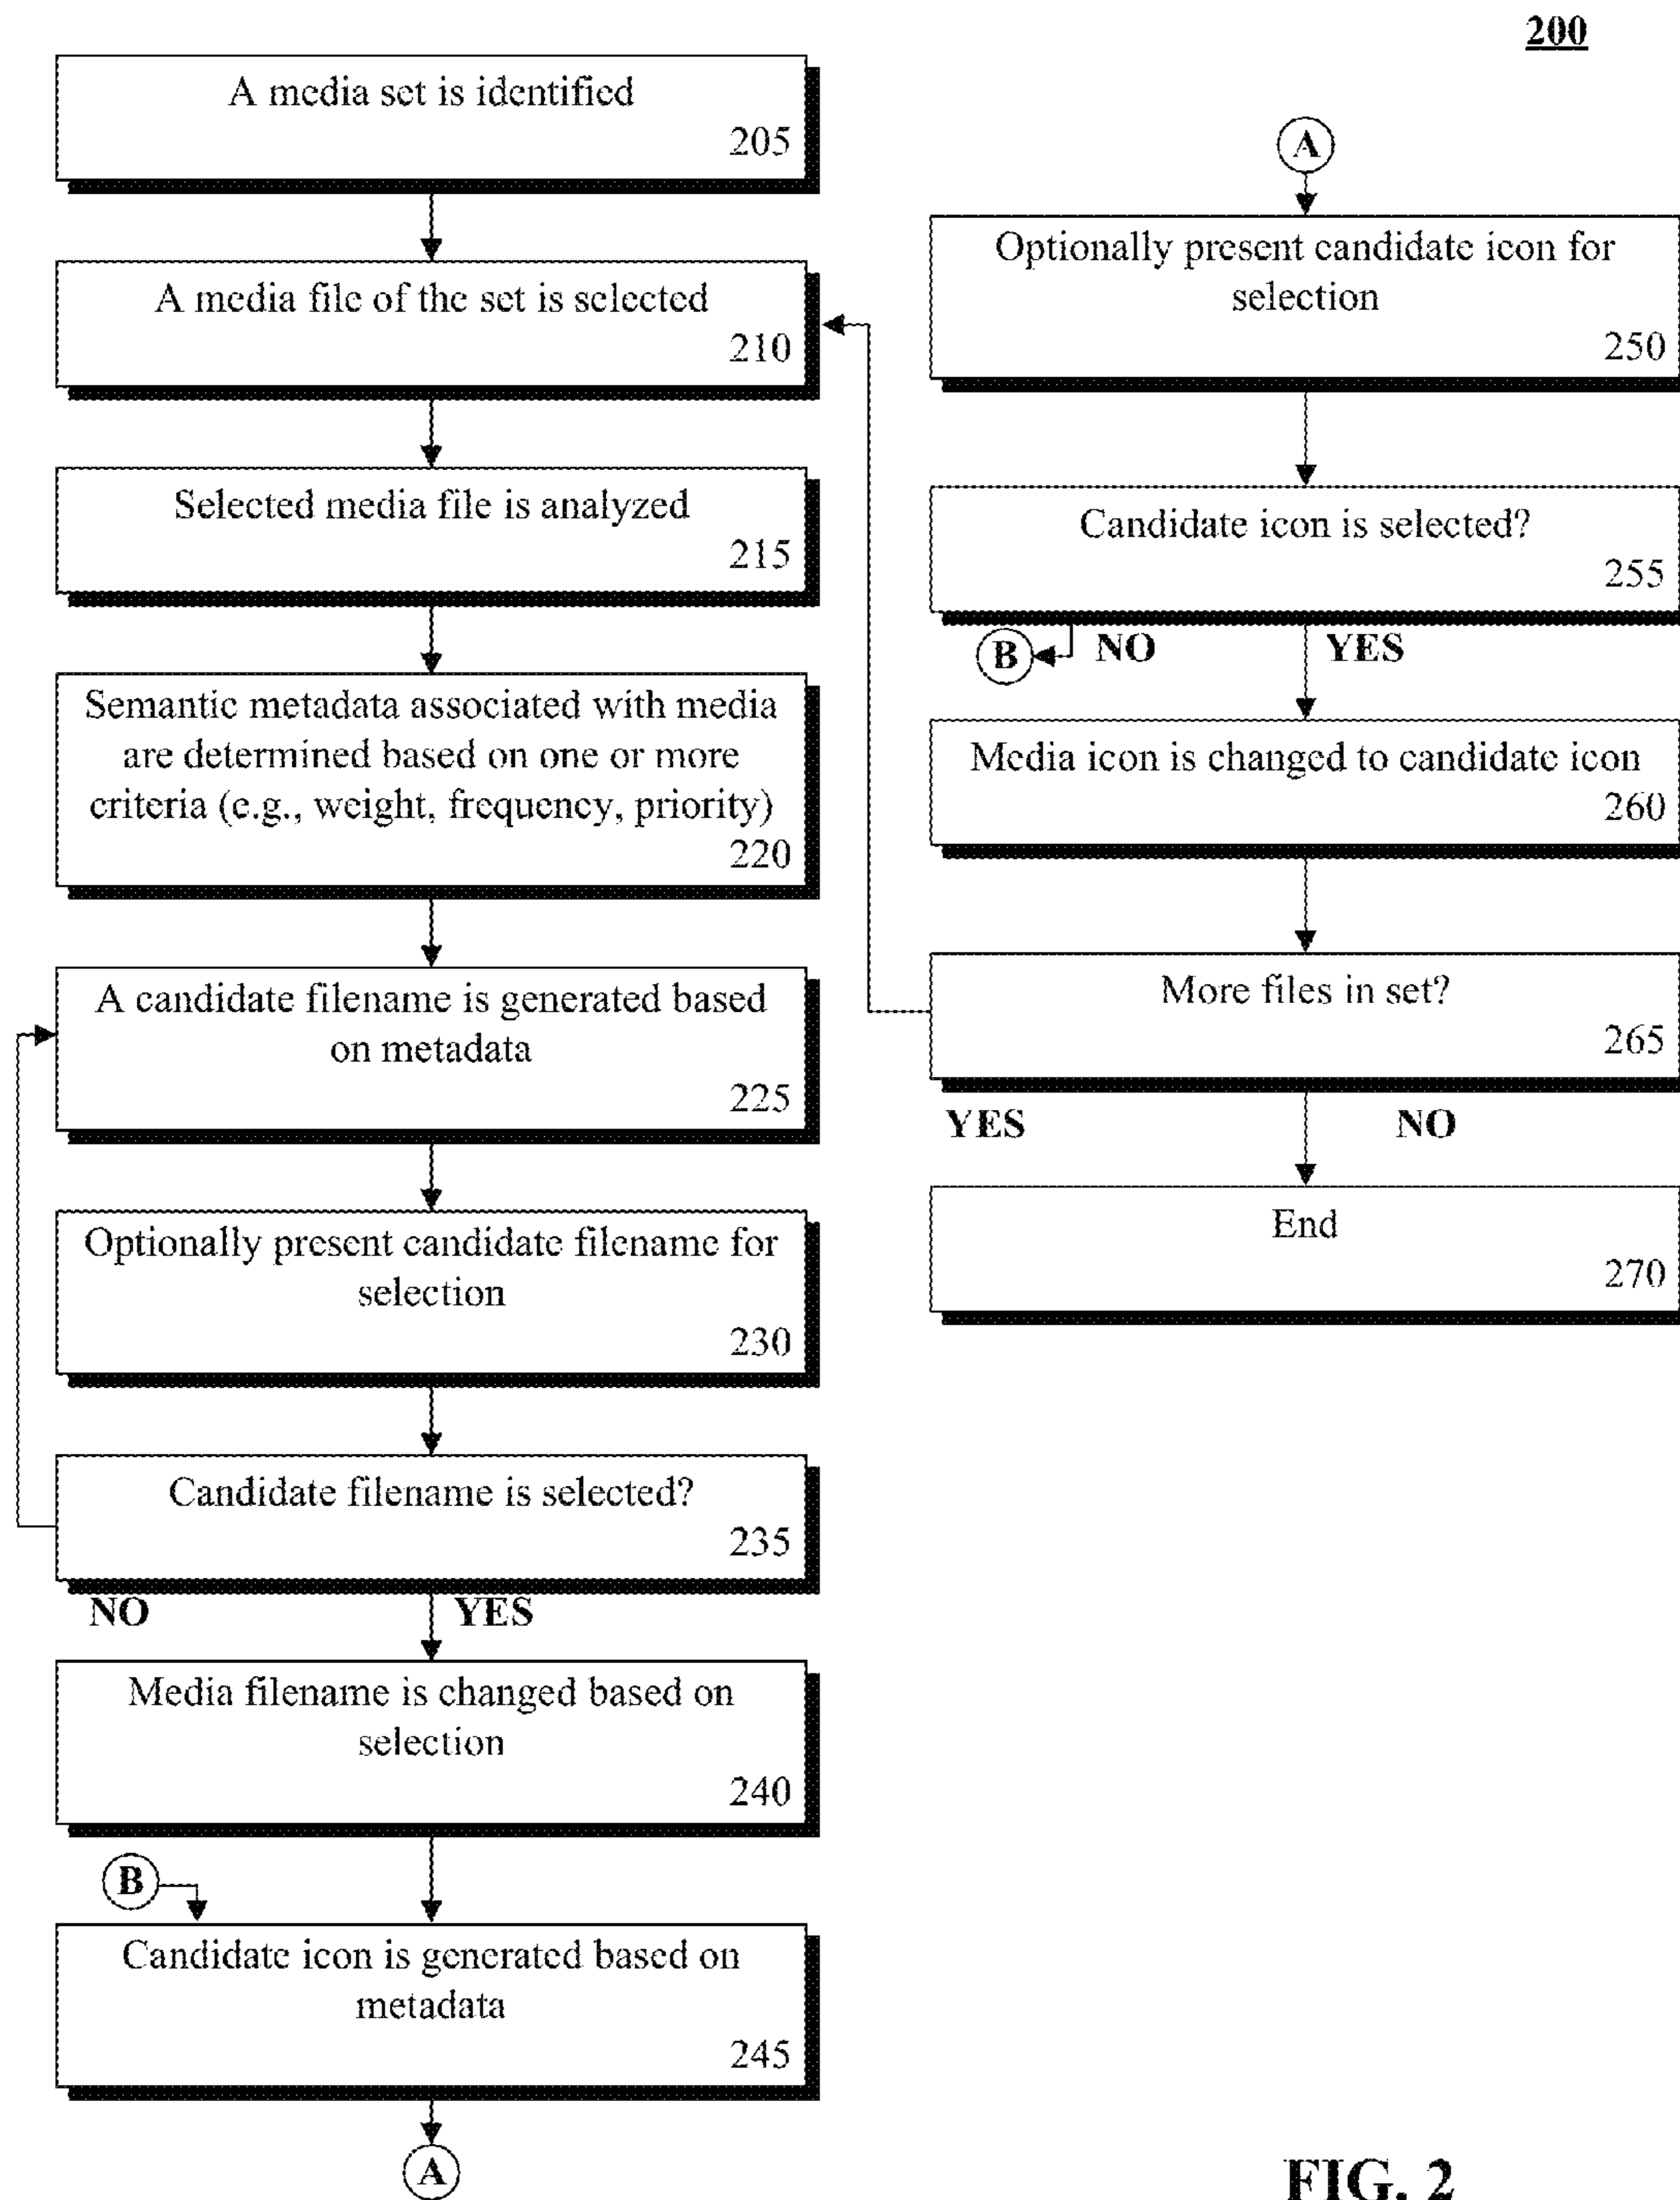 200
A media set is identified
205
A media file of the set is selected
210
Selected media file is analyzed
215
Semantic metadata associated with media
are determined based on one or more
criteria (e.g., weight, frequency, priority)
220
A candidate filename is generated based
on metadata
225
Optionally present candidate filename for
selection
230
Candidate filename is selected?
235
NO
YES
Media filename is changed based on
selection
240
B
Candidate icon is generated based on
metadata
245
A
A
Optionally present candidate icon for
selection
250
Candidate icon is selected?
255
B
NO
YES
Media icon is changed to candidate icon
260
More files in set?
265
YES
NO
End
270
FIG. 2